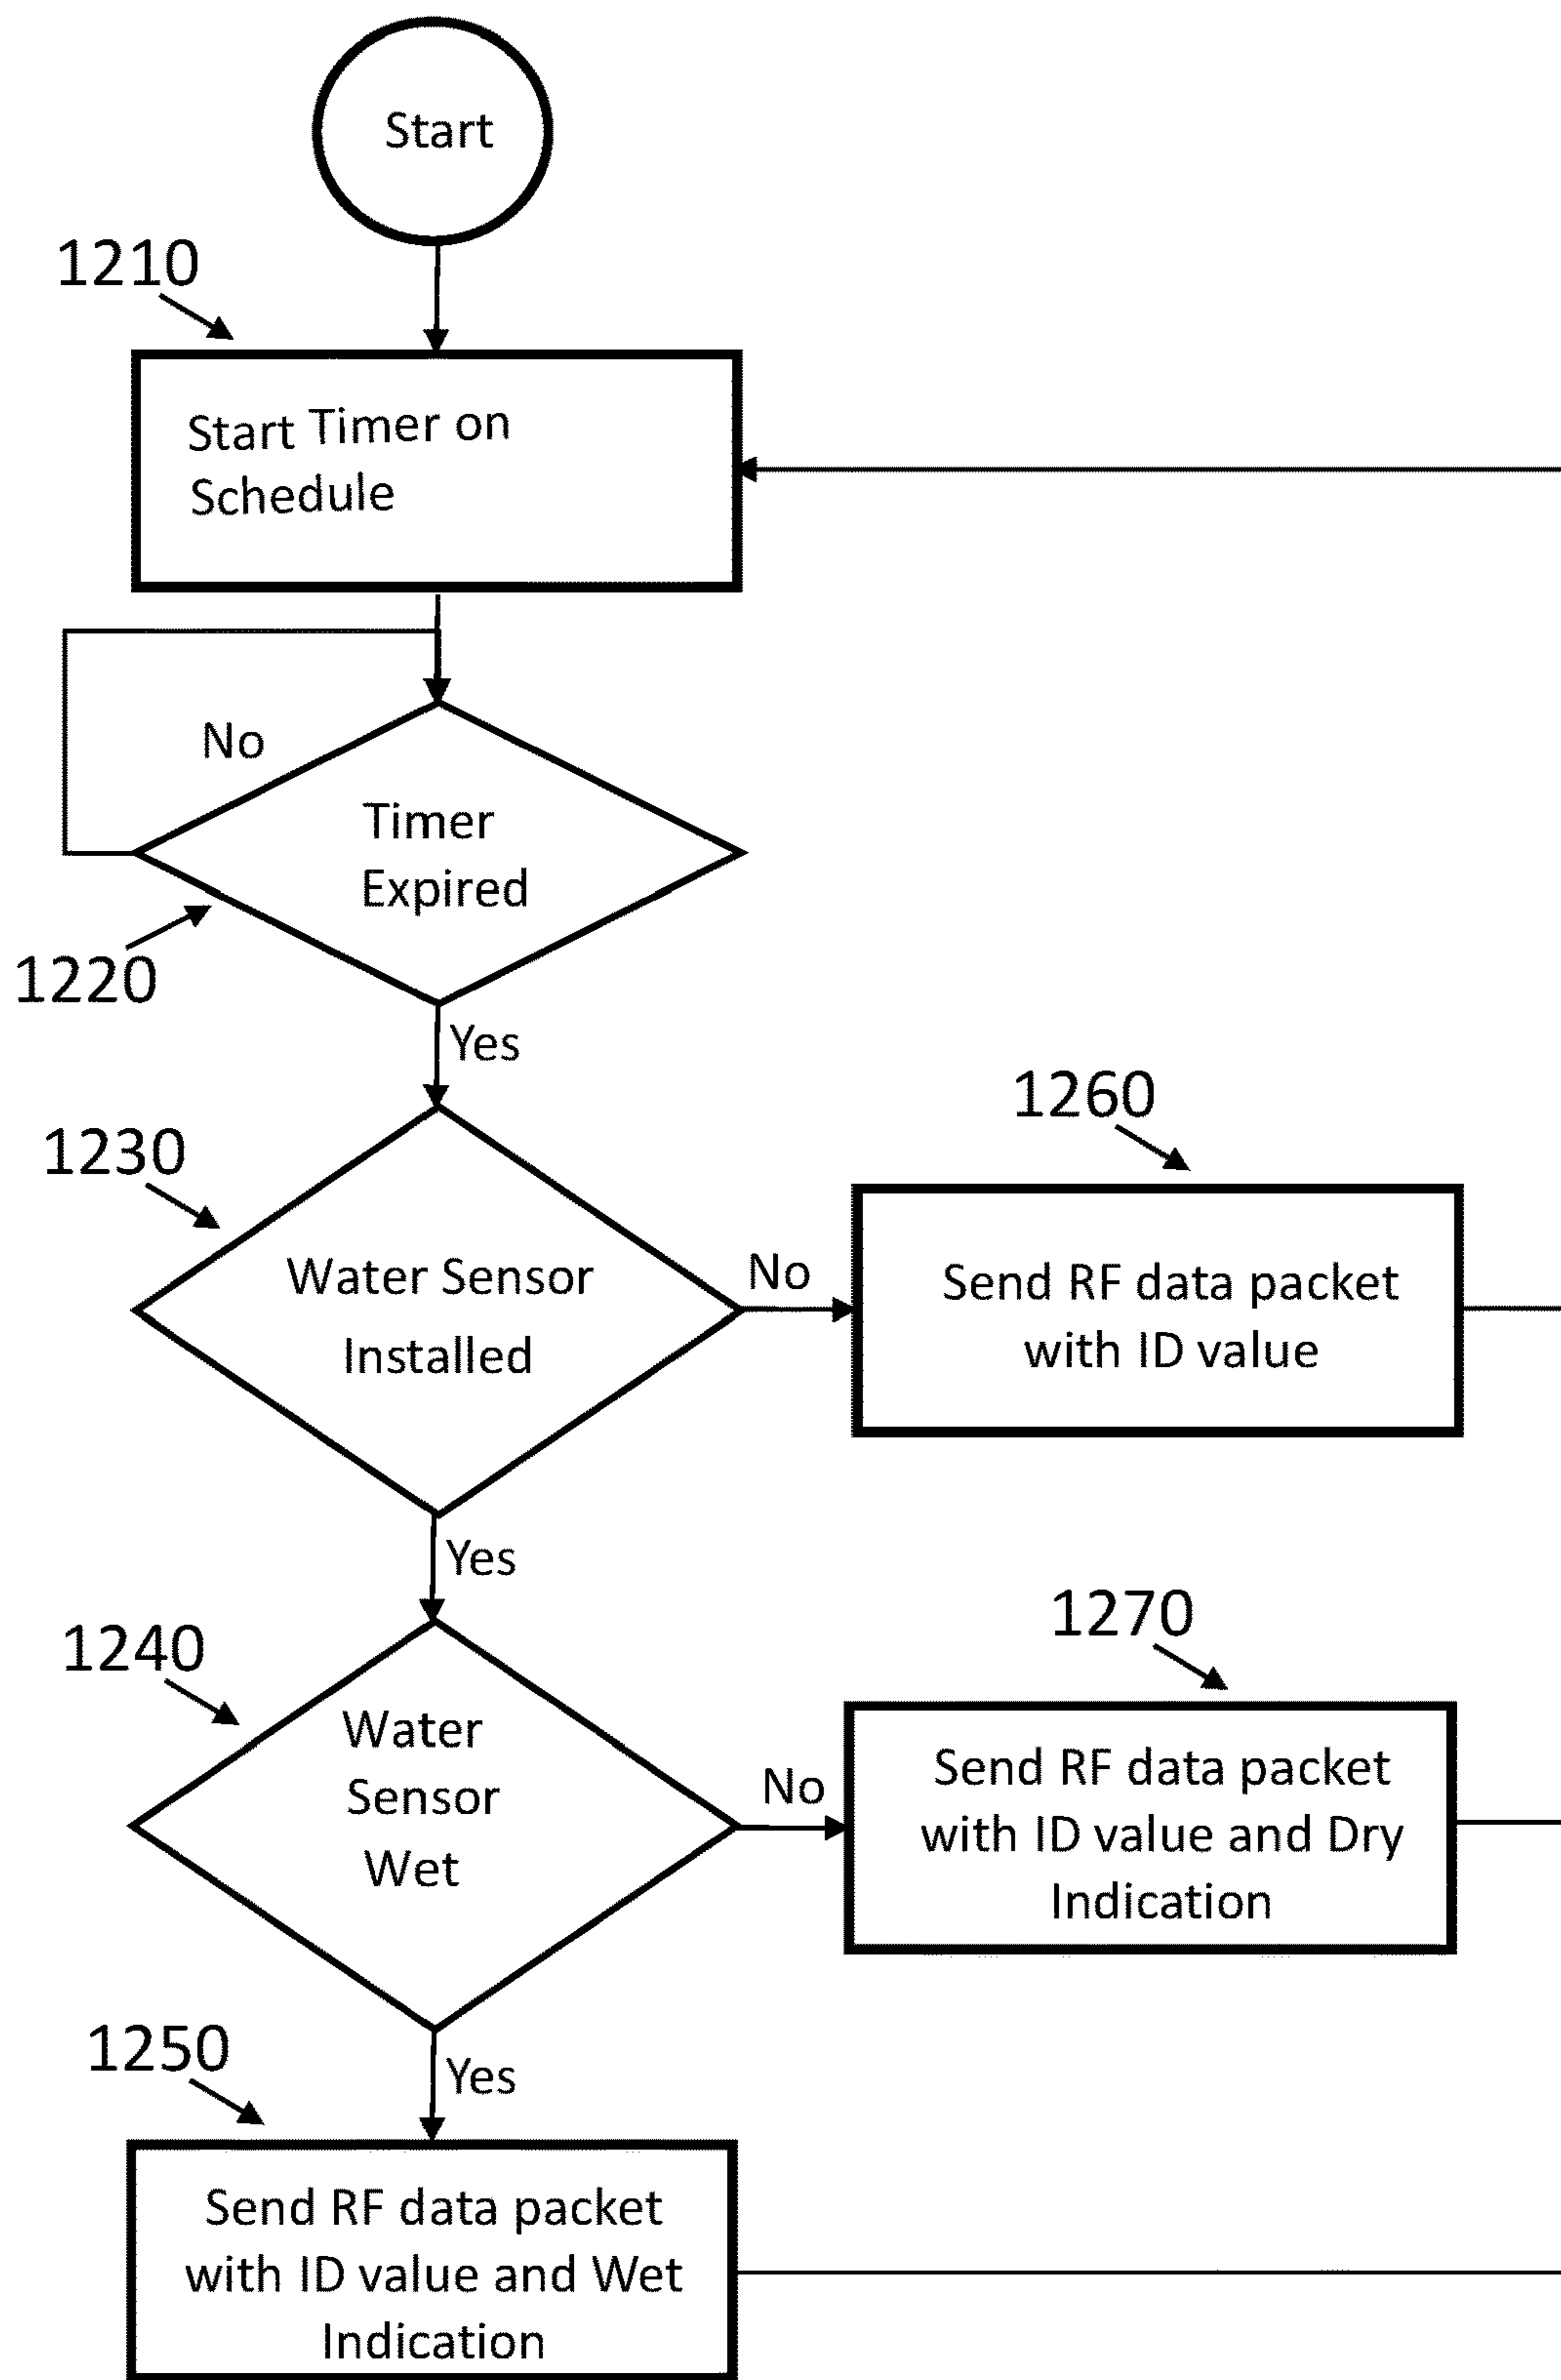 Start
1210
Start Timer on
Schedule
No
Timer
Expired
1220
Yes
1230
Water Sensor
Installed
No
1260
Send RF data packet
with ID value
Yes
1240
Water
Sensor
Wet
No
1270
Send RF data packet
with ID value and Dry
Indication
Yes
1250
Send RF data packet
with ID value and Wet
Indication